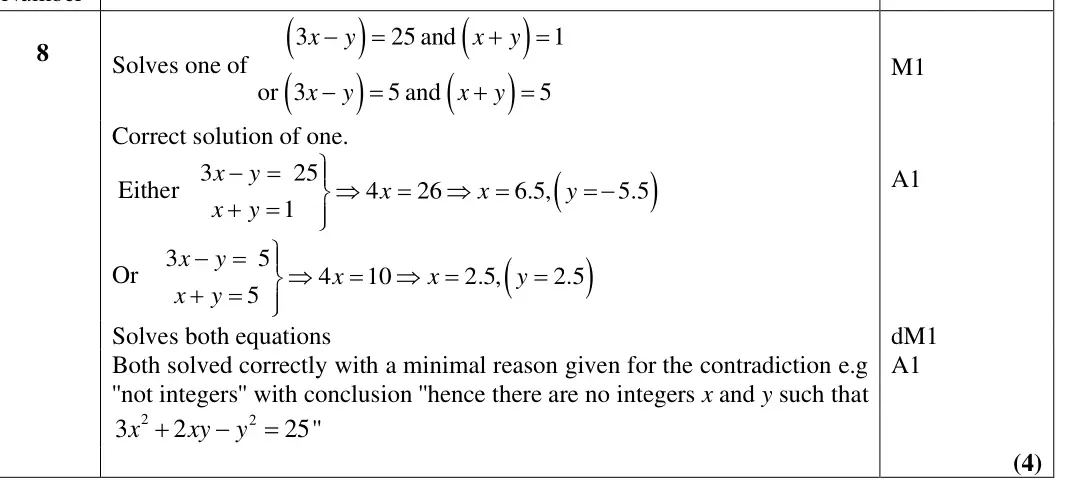 Number
8
(3x − y) = 25 and (x + y) = 1
Solves one of
M1
or (3x − y) = 5 and (x + y) = 5
Correct solution of one.
Either 3x − y = 25
x + y = 1 } ⇒ 4x = 26 ⇒ x = 6.5, (y = −5.5)
A1
Or 3x − y = 5
x + y = 5 } ⇒ 4x = 10 ⇒ x = 2.5, (y = 2.5)
Solves both equations dM1
Both solved correctly with a minimal reason given for the contradiction e.g A1
"not integers" with conclusion "hence there are no integers x and y such that
3x² + 2xy − y² = 25"
(4)